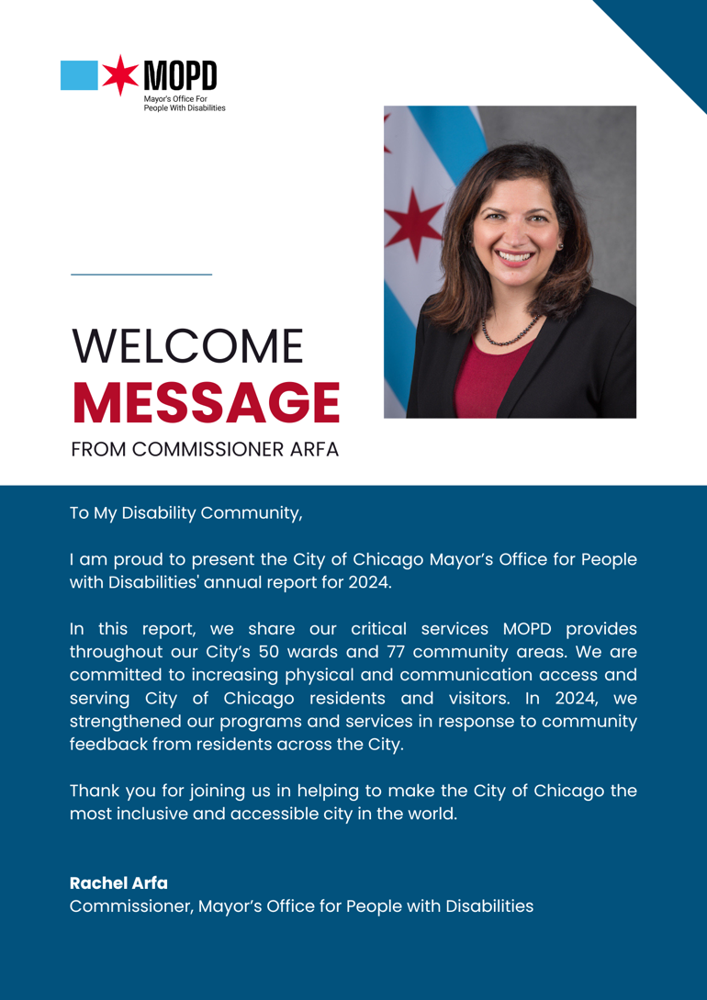 MOPD
Mayor's Office For
People With Disabilities
WELCOME
MESSAGE
FROM COMMISSIONER ARFA
To My Disability Community,
I am proud to present the City of Chicago Mayor’s Office for People
with Disabilities' annual report for 2024.
In this report, we share our critical services MOPD provides
throughout our City’s 50 wards and 77 community areas. We are
committed to increasing physical and communication access and
serving City of Chicago residents and visitors. In 2024, we
strengthened our programs and services in response to community
feedback from residents across the City.
Thank you for joining us in helping to make the City of Chicago the
most inclusive and accessible city in the world.
Rachel Arfa
Commissioner, Mayor’s Office for People with Disabilities